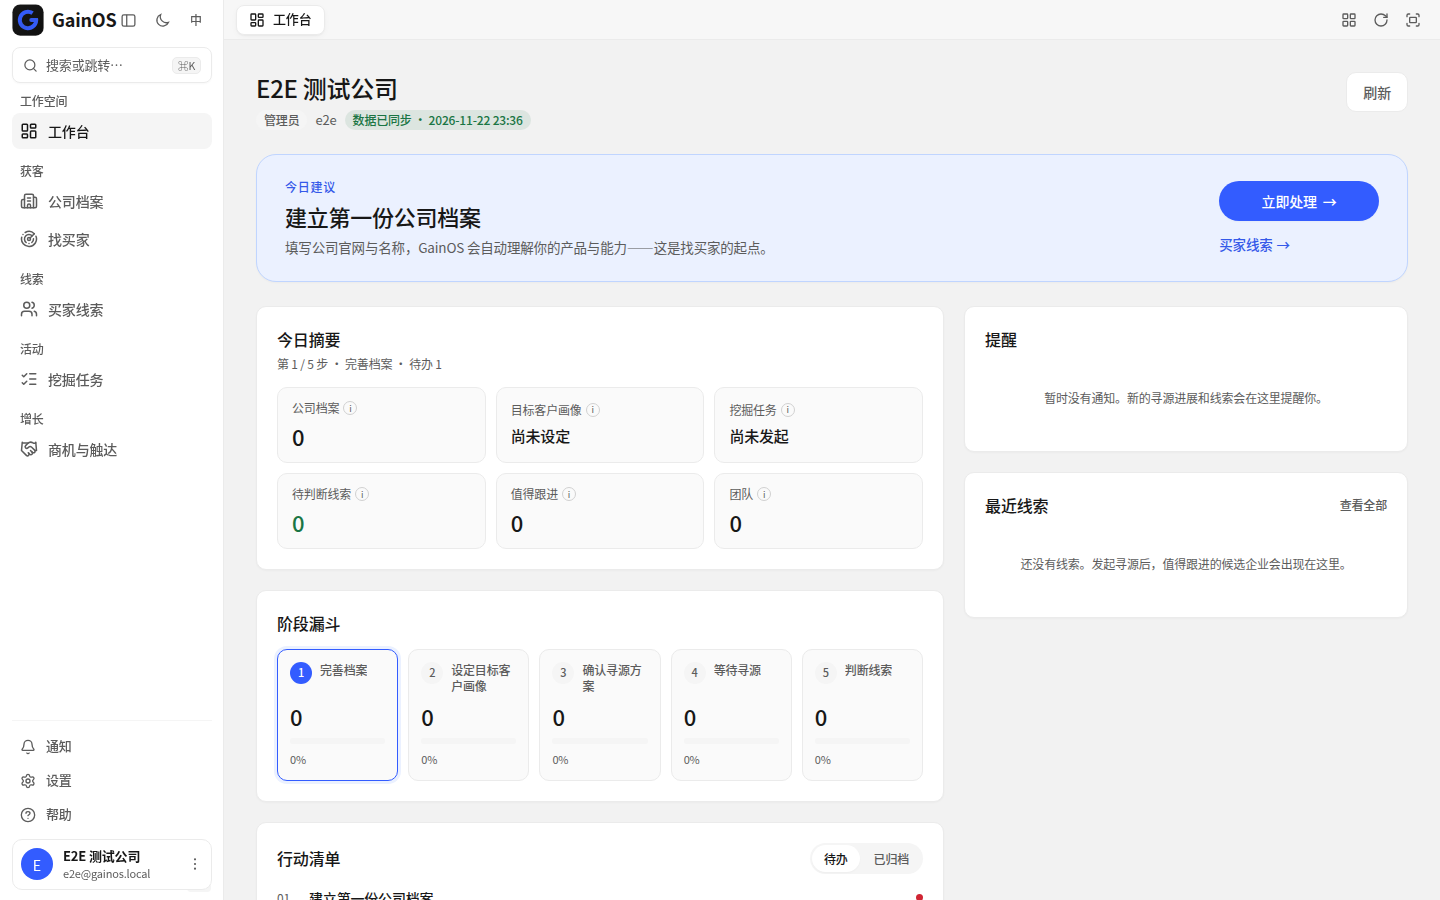 GainOS
中
搜索或跳转…
⌘K
工作空间
工作台
获客
公司档案
找买家
线索
买家线索
活动
挖掘任务
增长
商机与触达
通知
设置
帮助
E
E2E 测试公司
e2e@gainos.local
工作台
E2E 测试公司
管理员 e2e 数据已同步 · 2026-11-22 23:36
刷新
今日建议
建立第一份公司档案
填写公司官网与名称，GainOS 会自动理解你的产品与能力——这是找买家的起点。
立即处理 →
买家线索 →
今日摘要
第 1 / 5 步 · 完善档案 · 待办 1
公司档案
0
目标客户画像
尚未设定
挖掘任务
尚未发起
待判断线索
0
值得跟进
0
团队
0
阶段漏斗
1 完善档案
0
0%
2 设定目标客
户画像
0
0%
3 确认寻源方
案
0
0%
4 等待寻源
0
0%
5 判断线索
0
0%
行动清单
待办 已归档
01 建立第一份公司档案
提醒
暂时没有通知。新的寻源进展和线索会在这里提醒你。
最近线索
查看全部
还没有线索。发起寻源后，值得跟进的候选企业会出现在这里。